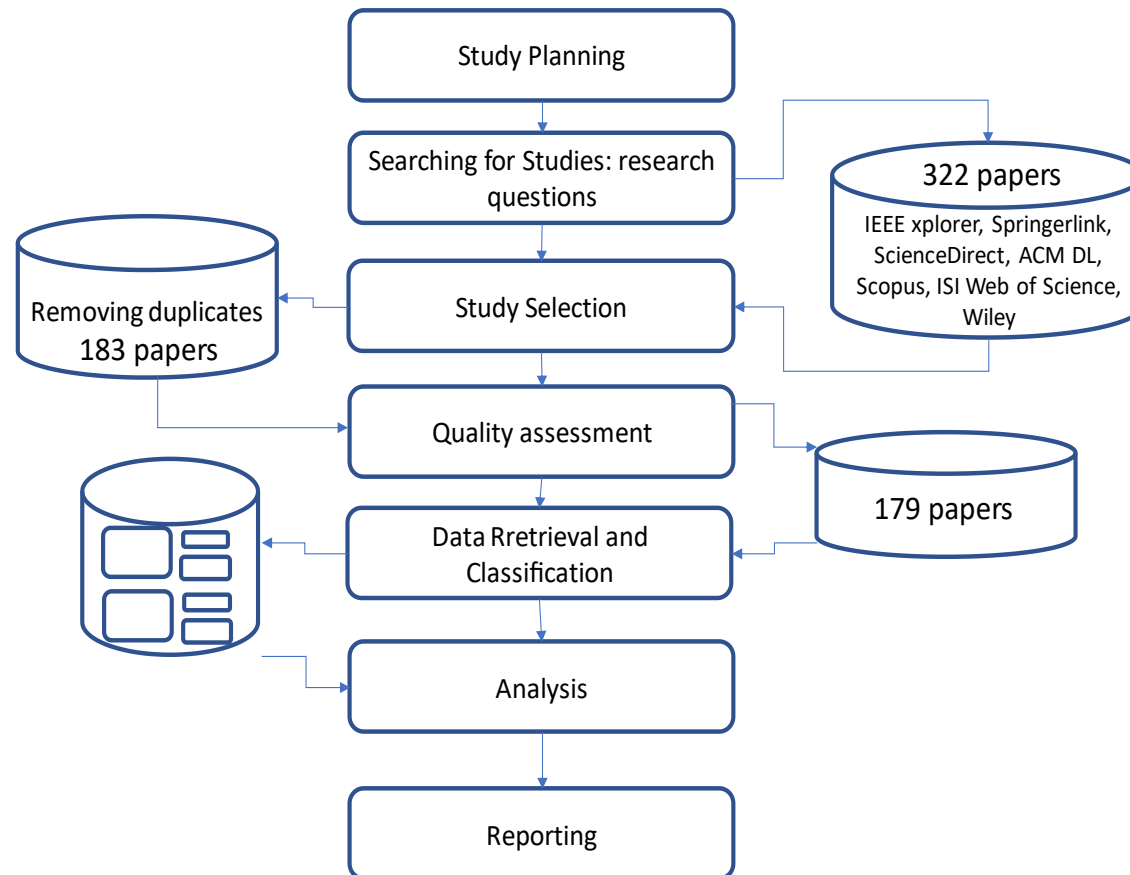 Study Planning
Searching for Studies: research
questions
322 papers
IEEE xplorer, Springerlink,
ScienceDirect, ACM DL,
Scopus, ISI Web of Science,
Wiley
Study Selection
Removing duplicates
183 papers
Quality assessment
179 papers
Data Rretrieval and
Classification
Analysis
Reporting